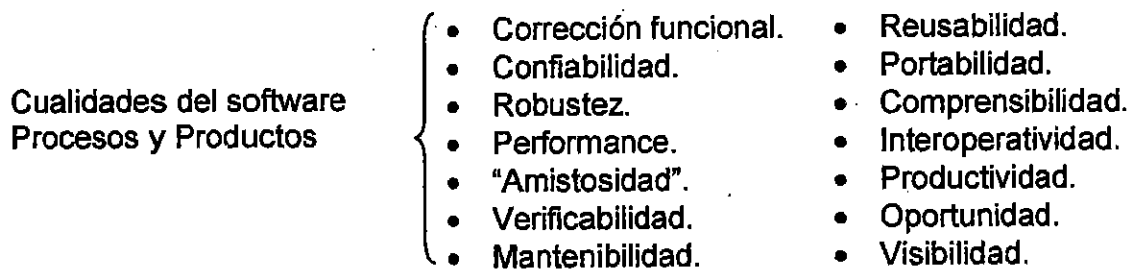 Cualidades del software
Procesos y Productos
• Corrección funcional.
• Confiabilidad.
• Robustez.
• Performance.
• “Amistosidad”.
• Verificabilidad.
• Mantenibilidad.
• Reusabilidad.
• Portabilidad.
• Comprensibilidad.
• Interoperatividad.
• Productividad.
• Oportunidad.
• Visibilidad.